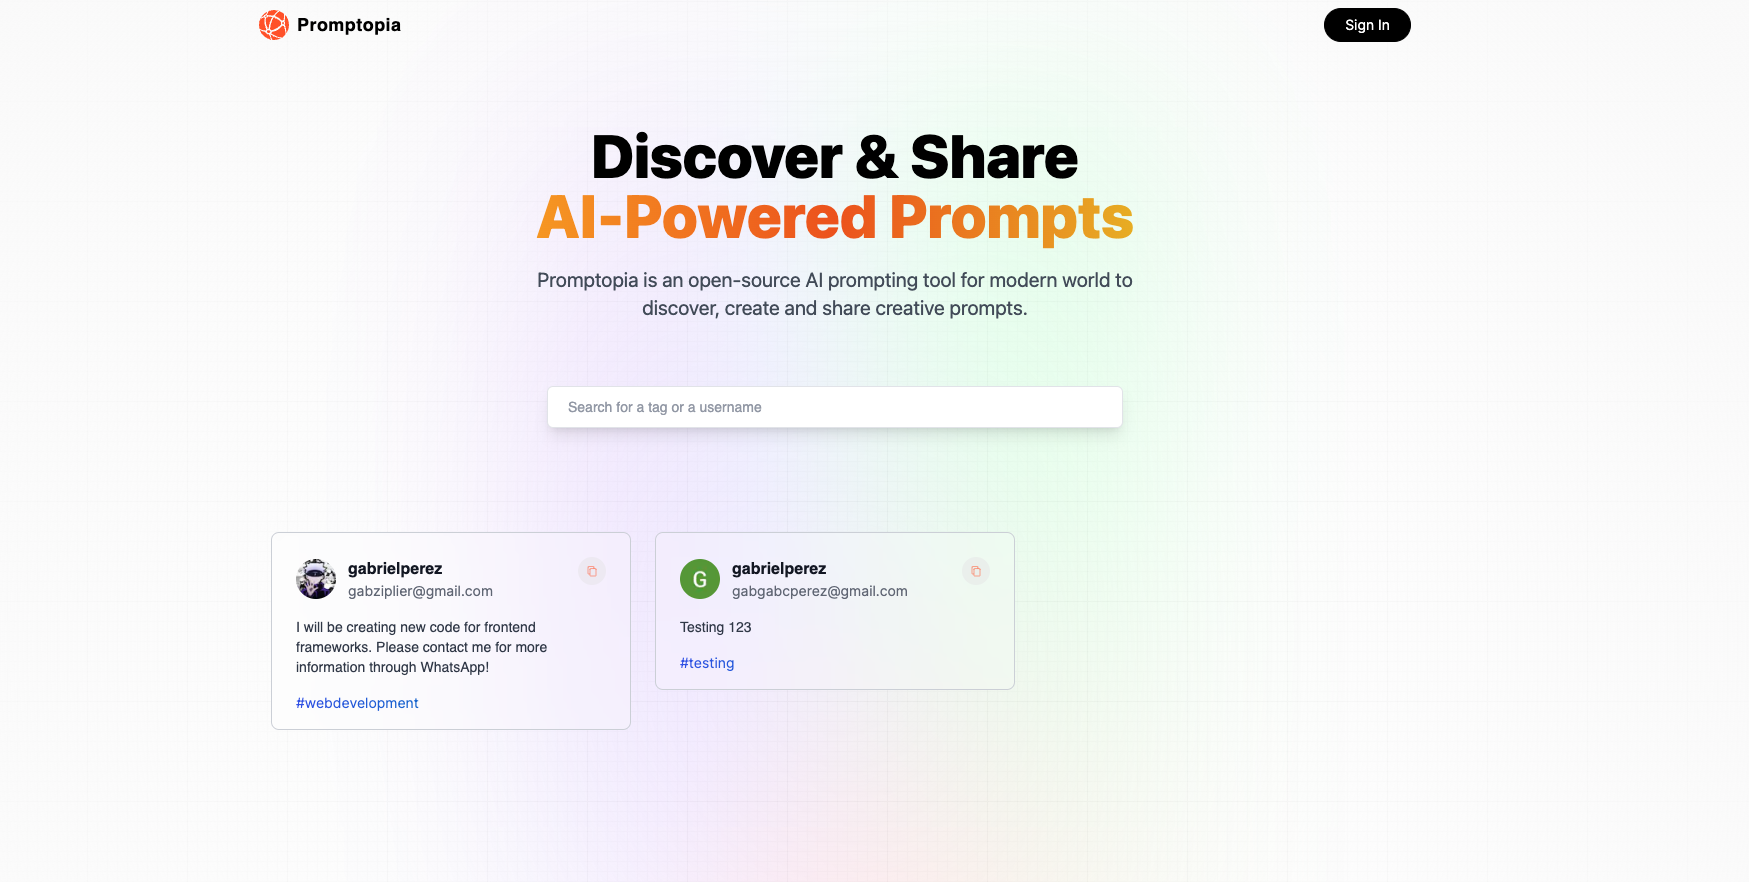 Promptopia
Sign In
Discover & Share
AI-Powered Prompts
Promptopia is an open-source AI prompting tool for modern world to
discover, create and share creative prompts.
Search for a tag or a username
gabrielperez
gabziplier@gmail.com
I will be creating new code for frontend
frameworks. Please contact me for more
information through WhatsApp!
#webdevelopment
G
gabrielperez
gabgabcperez@gmail.com
Testing 123
#testing